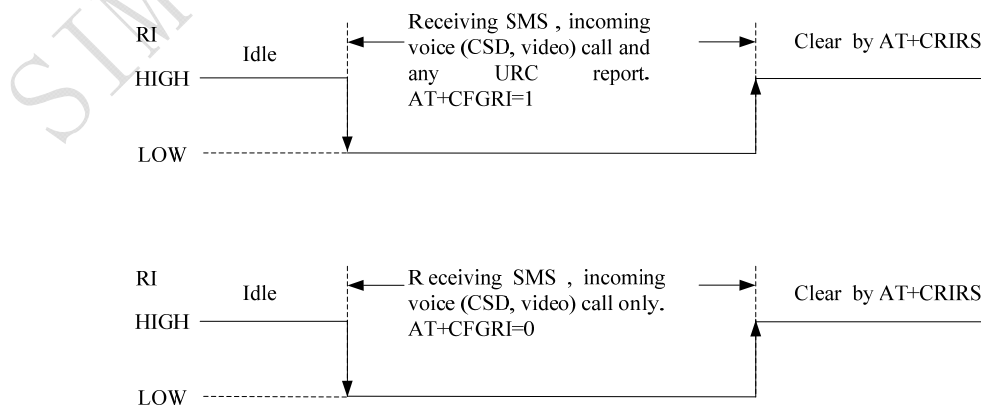 SIM
RI
Idle
Receiving SMS , incoming
voice (CSD, video) call and
any URC report.
AT+CFGRI=1
Clear by AT+CRIRS
HIGH
LOW
RI
Idle
R eceiving SMS , incoming
voice (CSD, video) call only.
AT+CFGRI=0
Clear by AT+CRIRS
HIGH
LOW